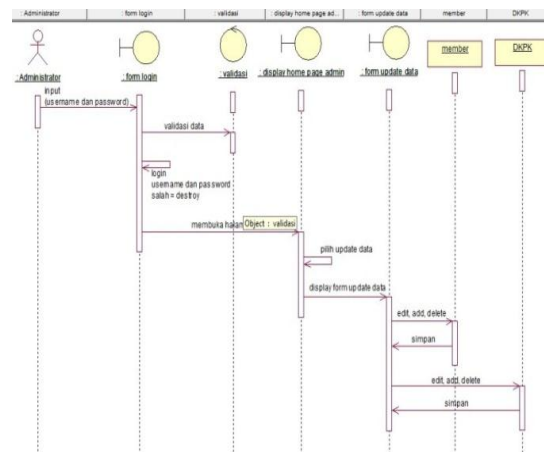 : Administrator
: form login
: validasi
: display home page ad...
: form update data
member
DKPK
: Administrator
: form login
: validasi
: display home page admin
: form update data
member
DKPK
input
(username dan password)
validasi data
login
username dan password
salah = destroy
membuka halam
Object : validasi
pilih update data
display form update data
edit, add, delete
simpan
edit, add, delete
simpan